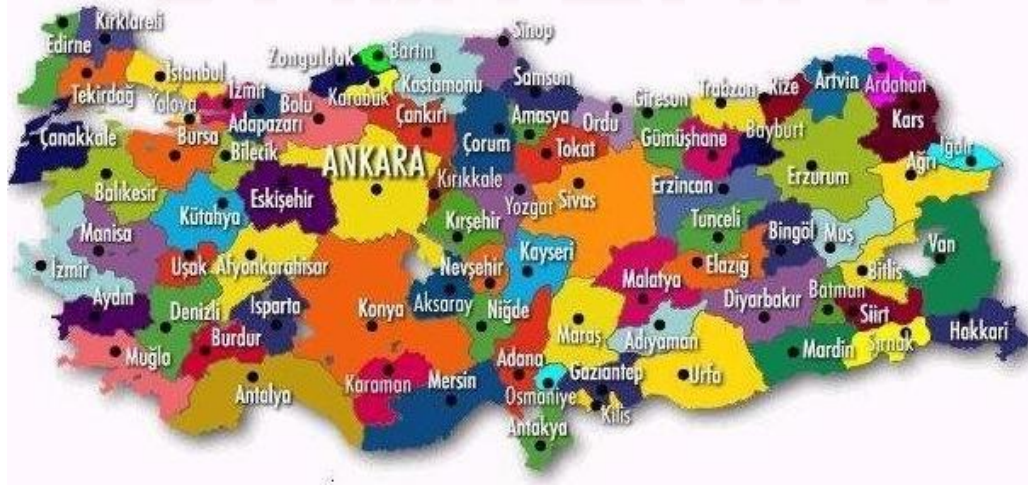 Kırklareli
Edirne
Tekirdağ
İstanbul
Yalova
İzmit
Adapazarı
Bolu
Zonguldak
Bartın
Karabük
Kastamonu
Sinop
Samsun
Çankırı
Çorum
Amasya
Tokat
Ordu
Giresun
Trabzon
Rize
Artvin
Ardahan
Kars
Gümüşhane
Bayburt
Iğdır
Ağrı
Çanakkale
Bursa
Bilecik
Balıkesir
Kütahya
Eskişehir
ANKARA
Kırıkkale
Yozgat
Sivas
Erzincan
Erzurum
Kırşehir
Tunceli
Bingöl
Muş
Van
Manisa
İzmir
Uşak
Afyonkarahisar
Nevşehir
Kayseri
Malatya
Elazığ
Bitlis
Aydın
Denizli
Isparta
Konya
Aksaray
Niğde
Maraş
Adıyaman
Diyarbakır
Batman
Siirt
Şırnak
Hakkari
Muğla
Burdur
Antalya
Karaman
Mersin
Adana
Osmaniye
Gaziantep
Kilis
Urfa
Mardin
Antakya